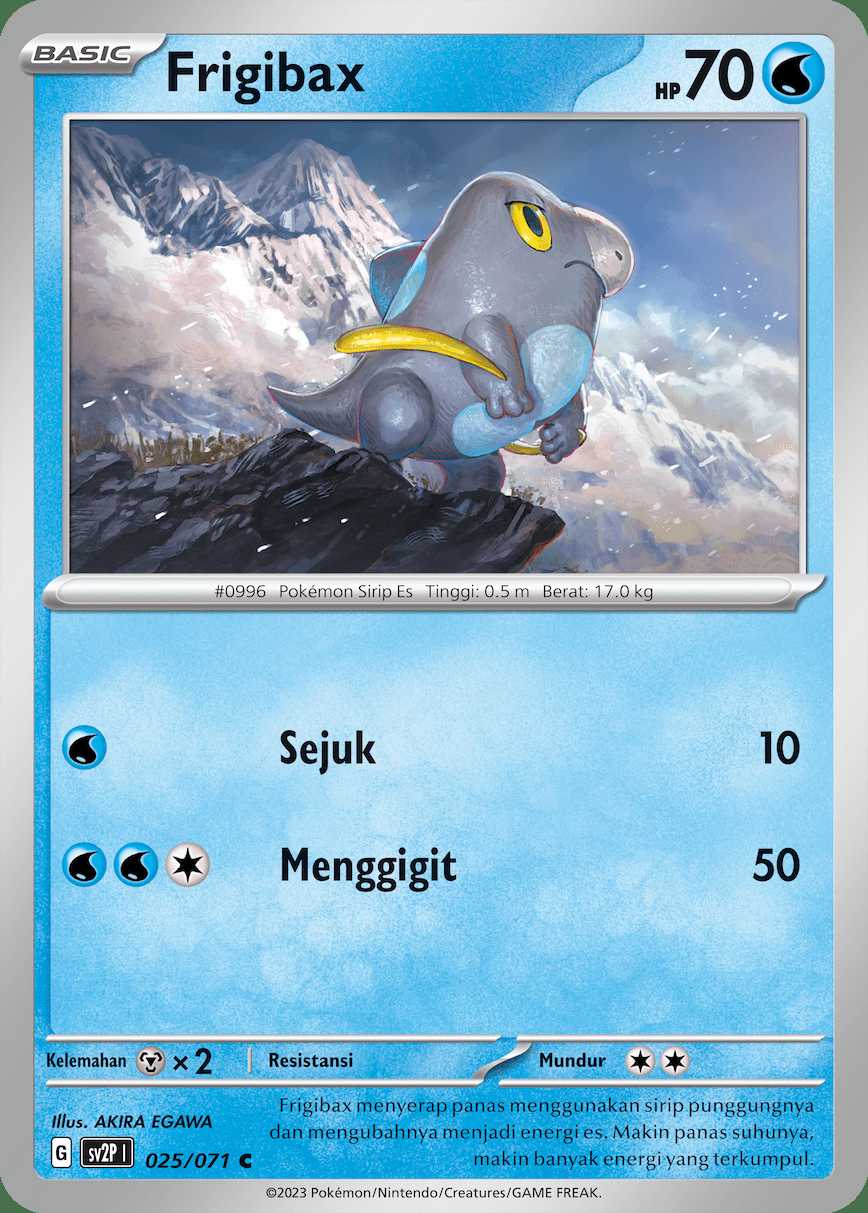 BASIC
Frigibax
HP 70
#0996 Pokémon Sirip Es Tinggi: 0.5 m Berat: 17.0 kg
Sejuk 10
Menggigit 50
Kelemahan ×2 Resistansi Mundur
Illus. AKIRA EGAWA
Frigibax menyerap panas menggunakan sirip punggungnya
dan mengubahnya menjadi energi es. Makin panas suhunya,
makin banyak energi yang terkumpul.
G sv2P I 025/071 C
©2023 Pokémon/Nintendo/Creatures/GAME FREAK.